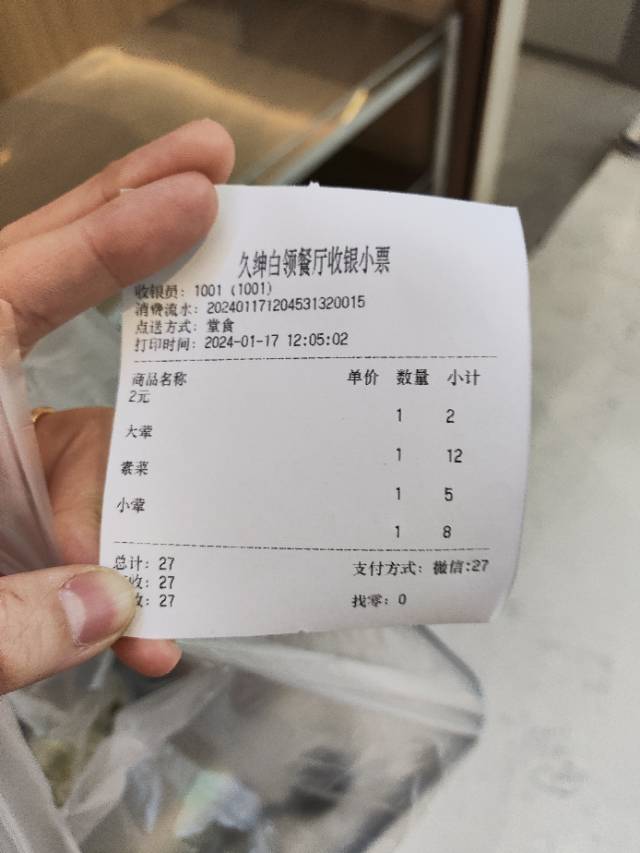 久绅白领餐厅收银小票
收银员: 1001 (1001)
消费流水: 202401171204531320015
点送方式: 堂食
打印时间: 2024-01-17 12:05:02
商品名称 单价 数量 小计
2元
1 2
大荤
1 12
素菜
1 5
小荤
1 8
总计: 27 支付方式: 微信:27
收: 27
收: 27 找零: 0